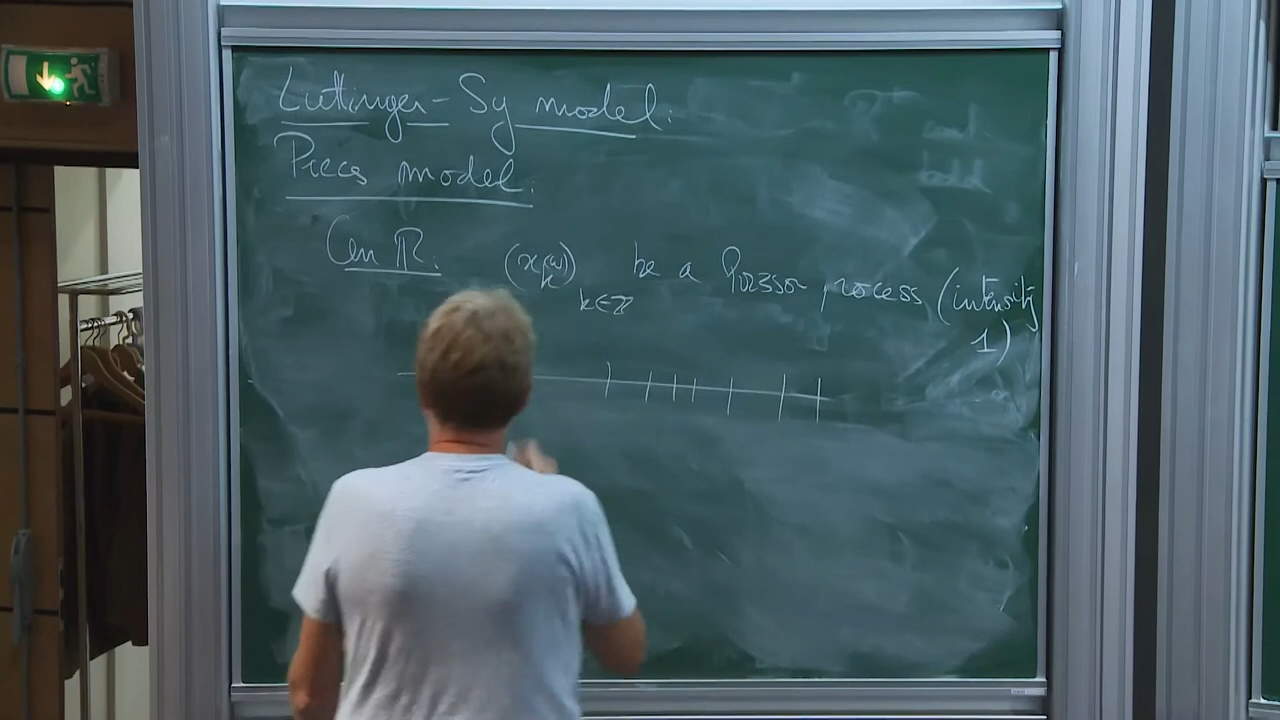 Luttinger-Sy model:
Pieces model:
On ℝ: (x_k(ω))_{k∈ℤ} be a Poisson process (intensity
1)